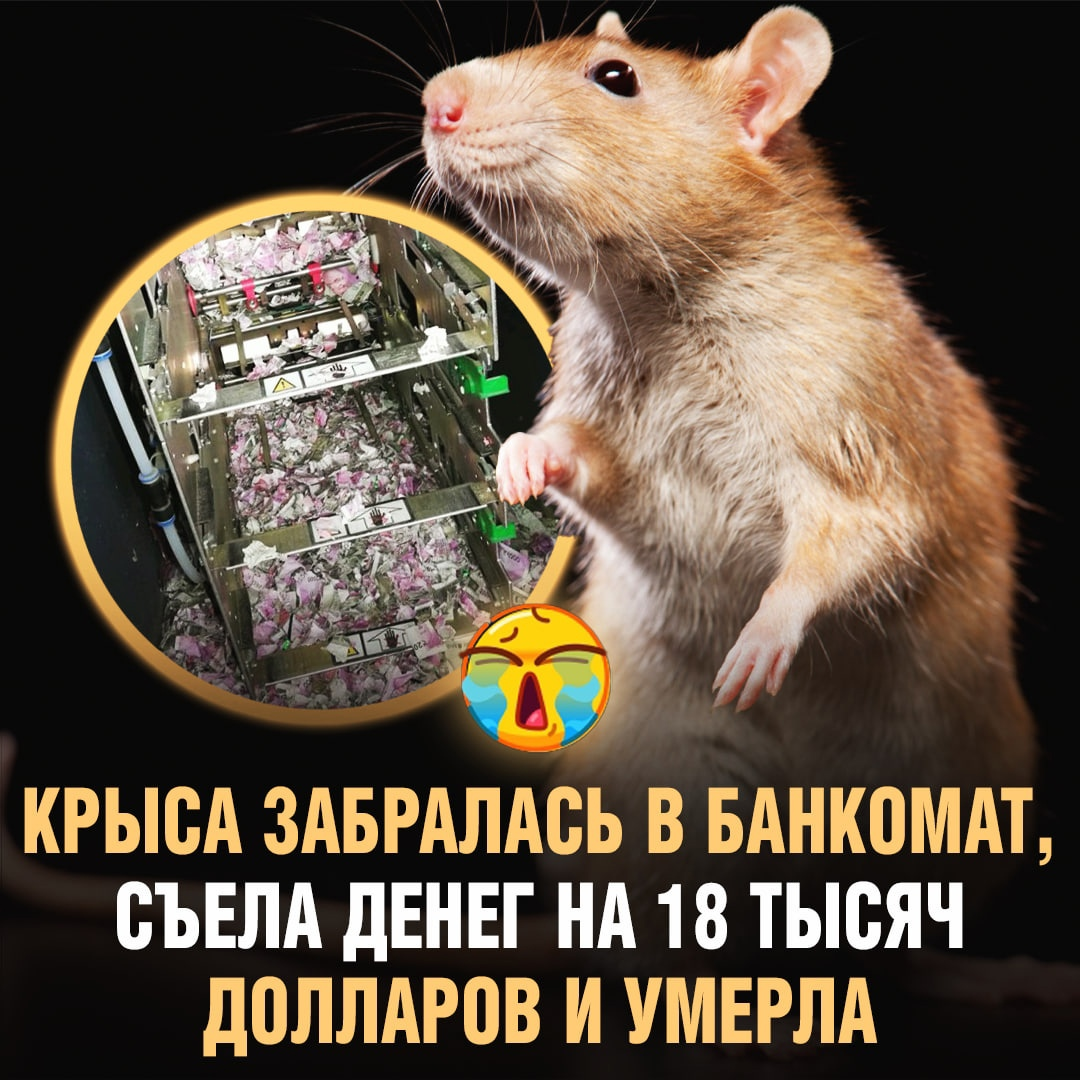 КРЫСА ЗАБРАЛАСЬ В БАНКОМАТ,
СЪЕЛА ДЕНЕГ НА 18 ТЫСЯЧ
ДОЛЛАРОВ И УМЕРЛА